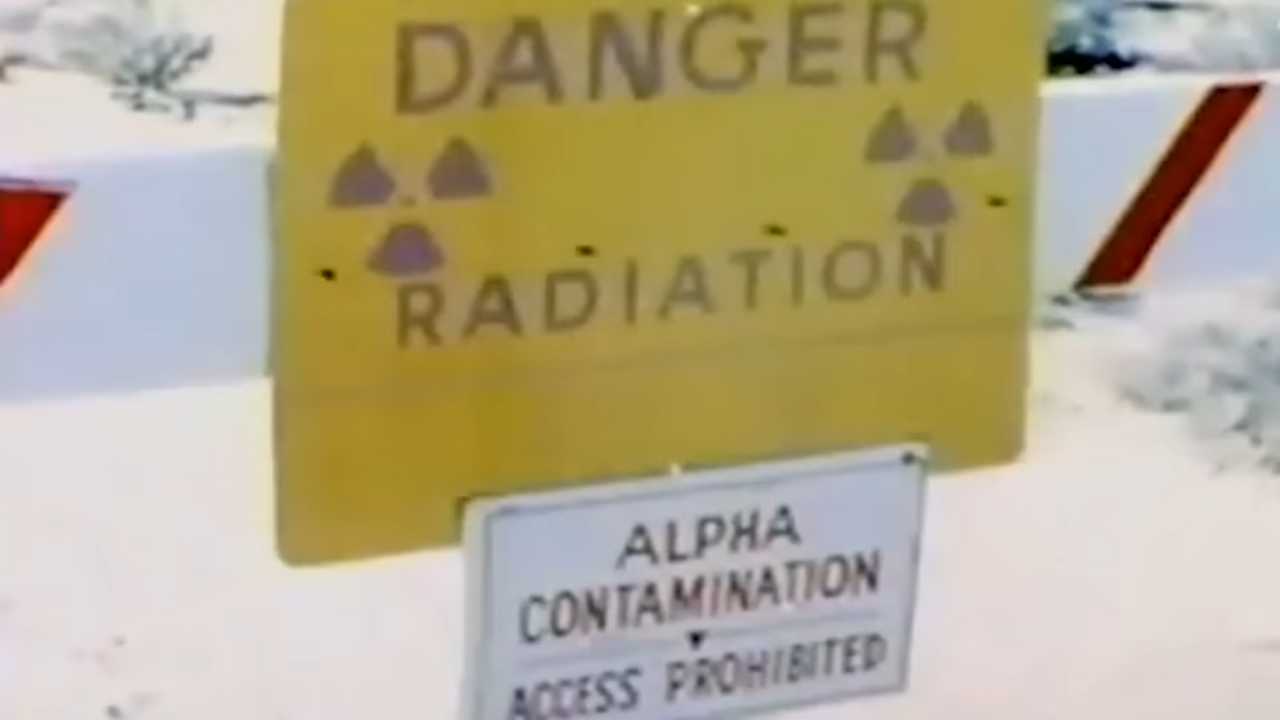 DANGER
RADIATION
ALPHA
CONTAMINATION
ACCESS PROHIBITED